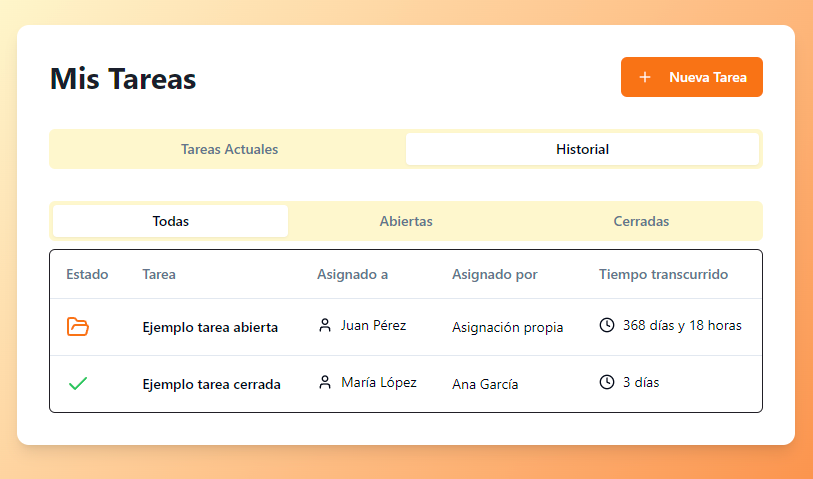 Mis Tareas
Nueva Tarea
Tareas Actuales Historial
Todas Abiertas Cerradas
Estado Tarea Asignado a Asignado por Tiempo transcurrido
Ejemplo tarea abierta Juan Pérez Asignación propia 368 días y 18 horas
Ejemplo tarea cerrada María López Ana García 3 días